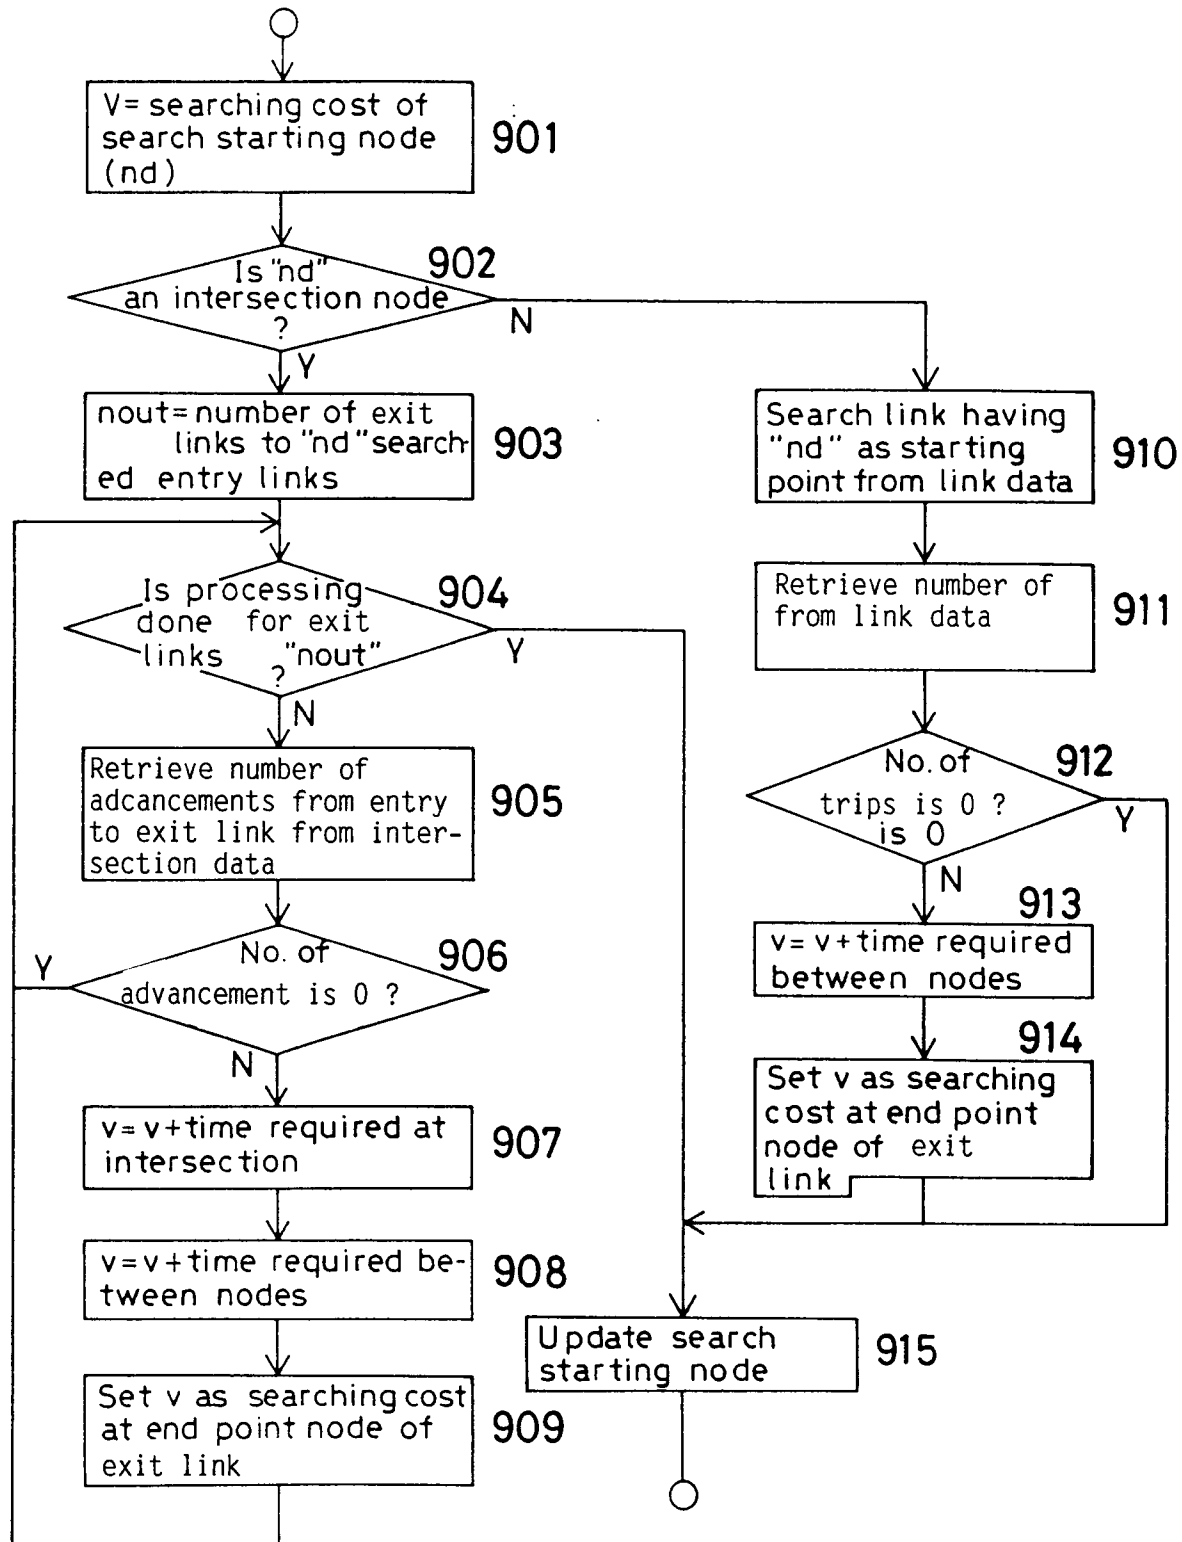 V= searching cost of
search starting node
(nd)
901
902
Is "nd"
an intersection node
?
N
Y
nout=number of exit
links to "nd" search-
ed entry links
903
904
Is processing
done for exit
links "nout"
?
Y
N
Retrieve number of
adcancements from entry
to exit link from inter-
section data
905
906
No. of
advancement is 0 ?
Y
N
v= v+time required at
intersection
907
v=v+time required be-
tween nodes
908
Set v as searching cost
at end point node of
exit link
909
Search link having
"nd" as starting
point from link data
910
Retrieve number of
from link data
911
912
No. of
trips is 0 ?
is 0
Y
N
913
v= v+time required
between nodes
914
Set v as searching
cost at end point
node of exit
link
Update search
starting node
915